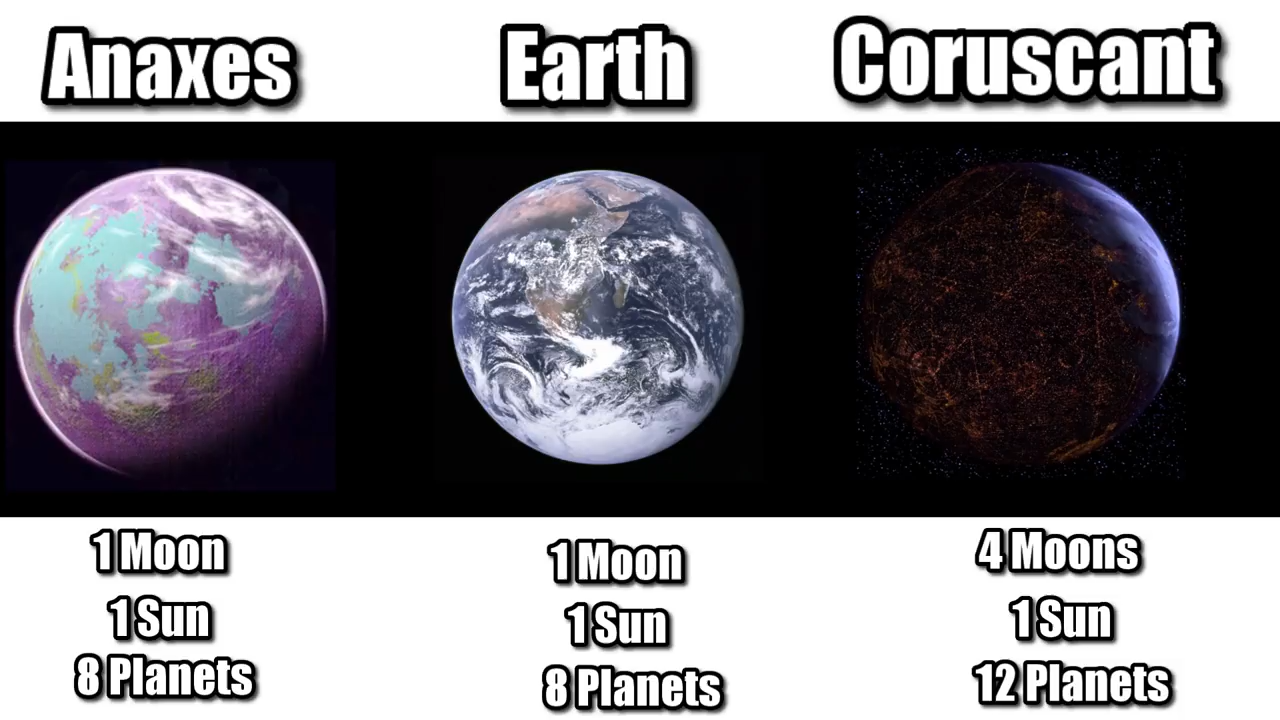 Anaxes
Earth
Coruscant
1 Moon
1 Sun
8 Planets
1 Moon
1 Sun
8 Planets
4 Moons
1 Sun
12 Planets